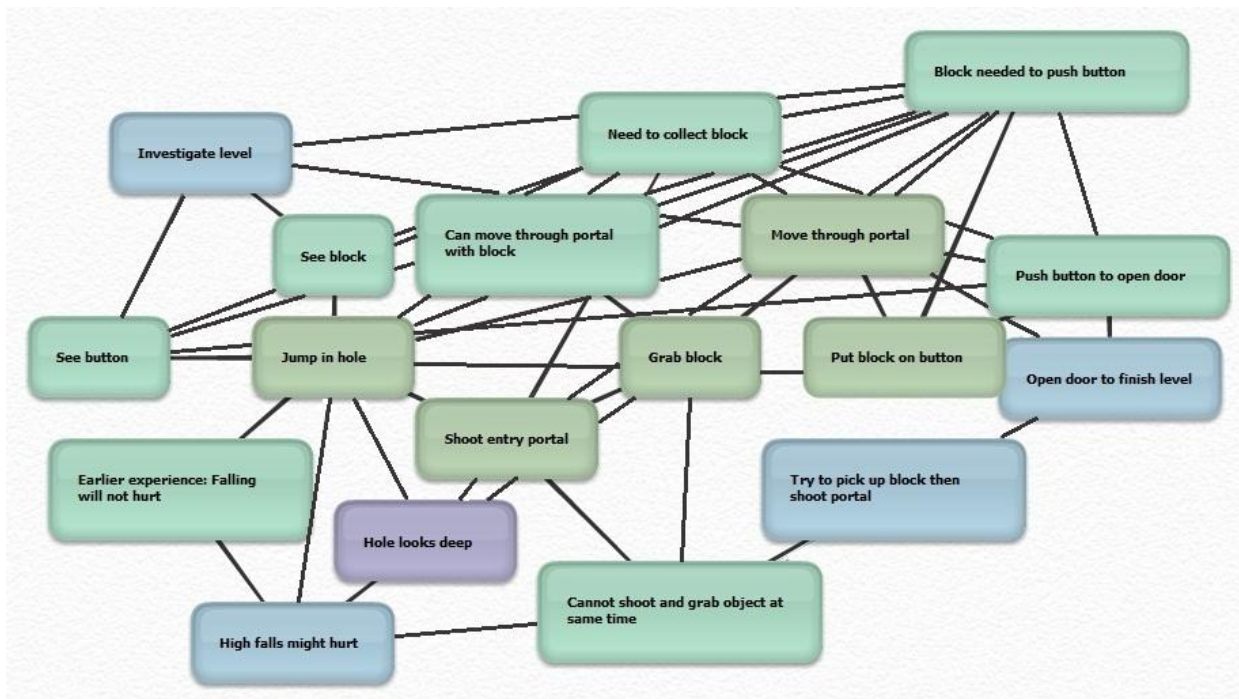 Block needed to push button
Need to collect block
Investigate level
Can move through portal
with block
Move through portal
See block
Push button to open door
See button
Jump in hole
Grab block
Put block on button
Open door to finish level
Shoot entry portal
Earlier experience: Falling
will not hurt
Try to pick up block then
shoot portal
Hole looks deep
Cannot shoot and grab object at
same time
High falls might hurt